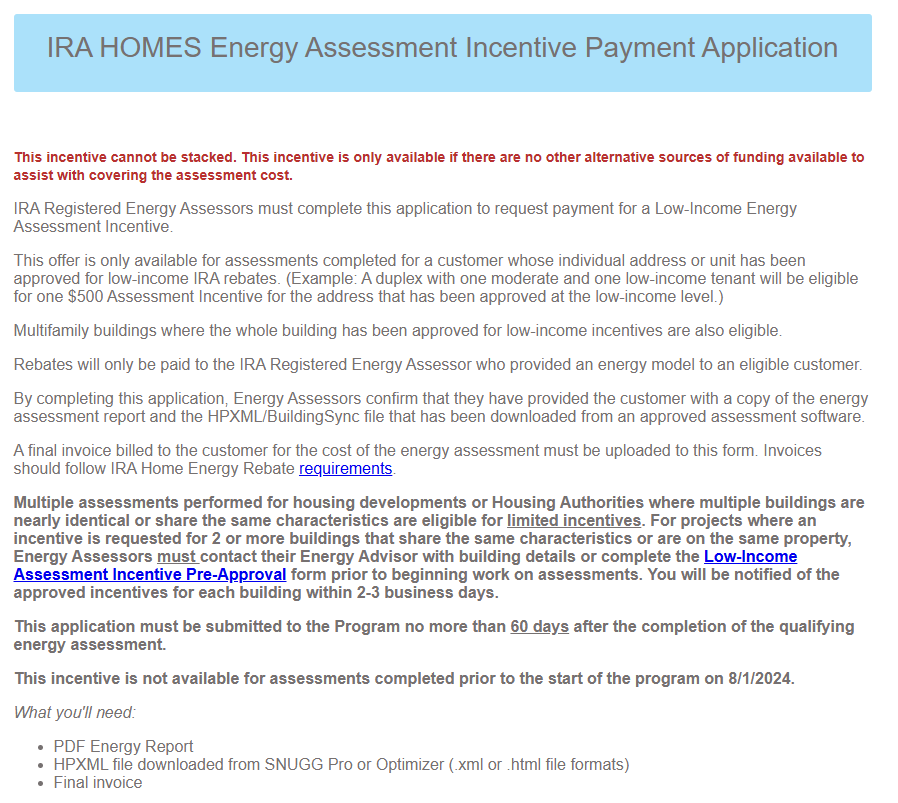 IRA HOMES Energy Assessment Incentive Payment Application
This incentive cannot be stacked. This incentive is only available if there are no other alternative sources of funding available to
assist with covering the assessment cost.
IRA Registered Energy Assessors must complete this application to request payment for a Low-Income Energy
Assessment Incentive.
This offer is only available for assessments completed for a customer whose individual address or unit has been
approved for low-income IRA rebates. (Example: A duplex with one moderate and one low-income tenant will be eligible
for one $500 Assessment Incentive for the address that has been approved at the low-income level.)
Multifamily buildings where the whole building has been approved for low-income incentives are also eligible.
Rebates will only be paid to the IRA Registered Energy Assessor who provided an energy model to an eligible customer.
By completing this application, Energy Assessors confirm that they have provided the customer with a copy of the energy
assessment report and the HPXML/BuildingSync file that has been downloaded from an approved assessment software.
A final invoice billed to the customer for the cost of the energy assessment must be uploaded to this form. Invoices
should follow IRA Home Energy Rebate requirements.
Multiple assessments performed for housing developments or Housing Authorities where multiple buildings are
nearly identical or share the same characteristics are eligible for limited incentives. For projects where an
incentive is requested for 2 or more buildings that share the same characteristics or are on the same property,
Energy Assessors must contact their Energy Advisor with building details or complete the Low-Income
Assessment Incentive Pre-Approval form prior to beginning work on assessments. You will be notified of the
approved incentives for each building within 2-3 business days.
This application must be submitted to the Program no more than 60 days after the completion of the qualifying
energy assessment.
This incentive is not available for assessments completed prior to the start of the program on 8/1/2024.
What you'll need:
• PDF Energy Report
• HPXML file downloaded from SNUGG Pro or Optimizer (.xml or .html file formats)
• Final invoice